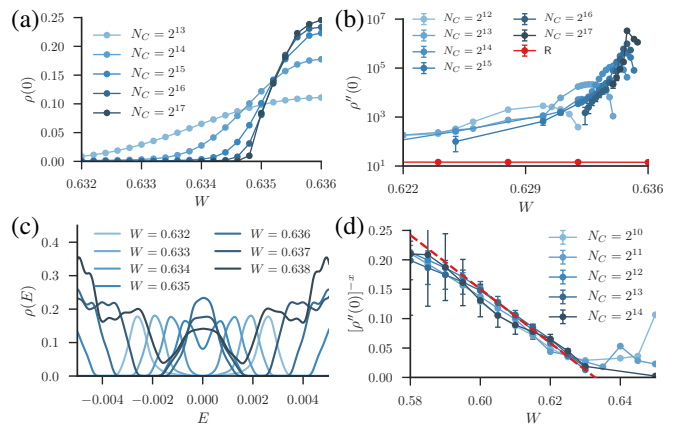 (a)
0.25
0.20
0.15
0.10
0.05
0.00
ρ(0)
N_C = 2^13
N_C = 2^14
N_C = 2^15
N_C = 2^16
N_C = 2^17
0.632 0.633 0.634 0.635 0.636
W
(b)
10^7
10^5
10^3
10^1
ρ″(0)
N_C = 2^12
N_C = 2^13
N_C = 2^14
N_C = 2^15
N_C = 2^16
N_C = 2^17
R
0.622 0.629 0.636
W
(c)
0.4
0.3
0.2
0.1
0.0
ρ(E)
W = 0.632
W = 0.633
W = 0.634
W = 0.635
W = 0.636
W = 0.637
W = 0.638
−0.004 −0.002 0.000 0.002 0.004
E
(d)
0.25
0.20
0.15
0.10
0.05
0.00
[ρ″(0)]^−x
N_C = 2^10
N_C = 2^11
N_C = 2^12
N_C = 2^13
N_C = 2^14
0.58 0.60 0.62 0.64
W